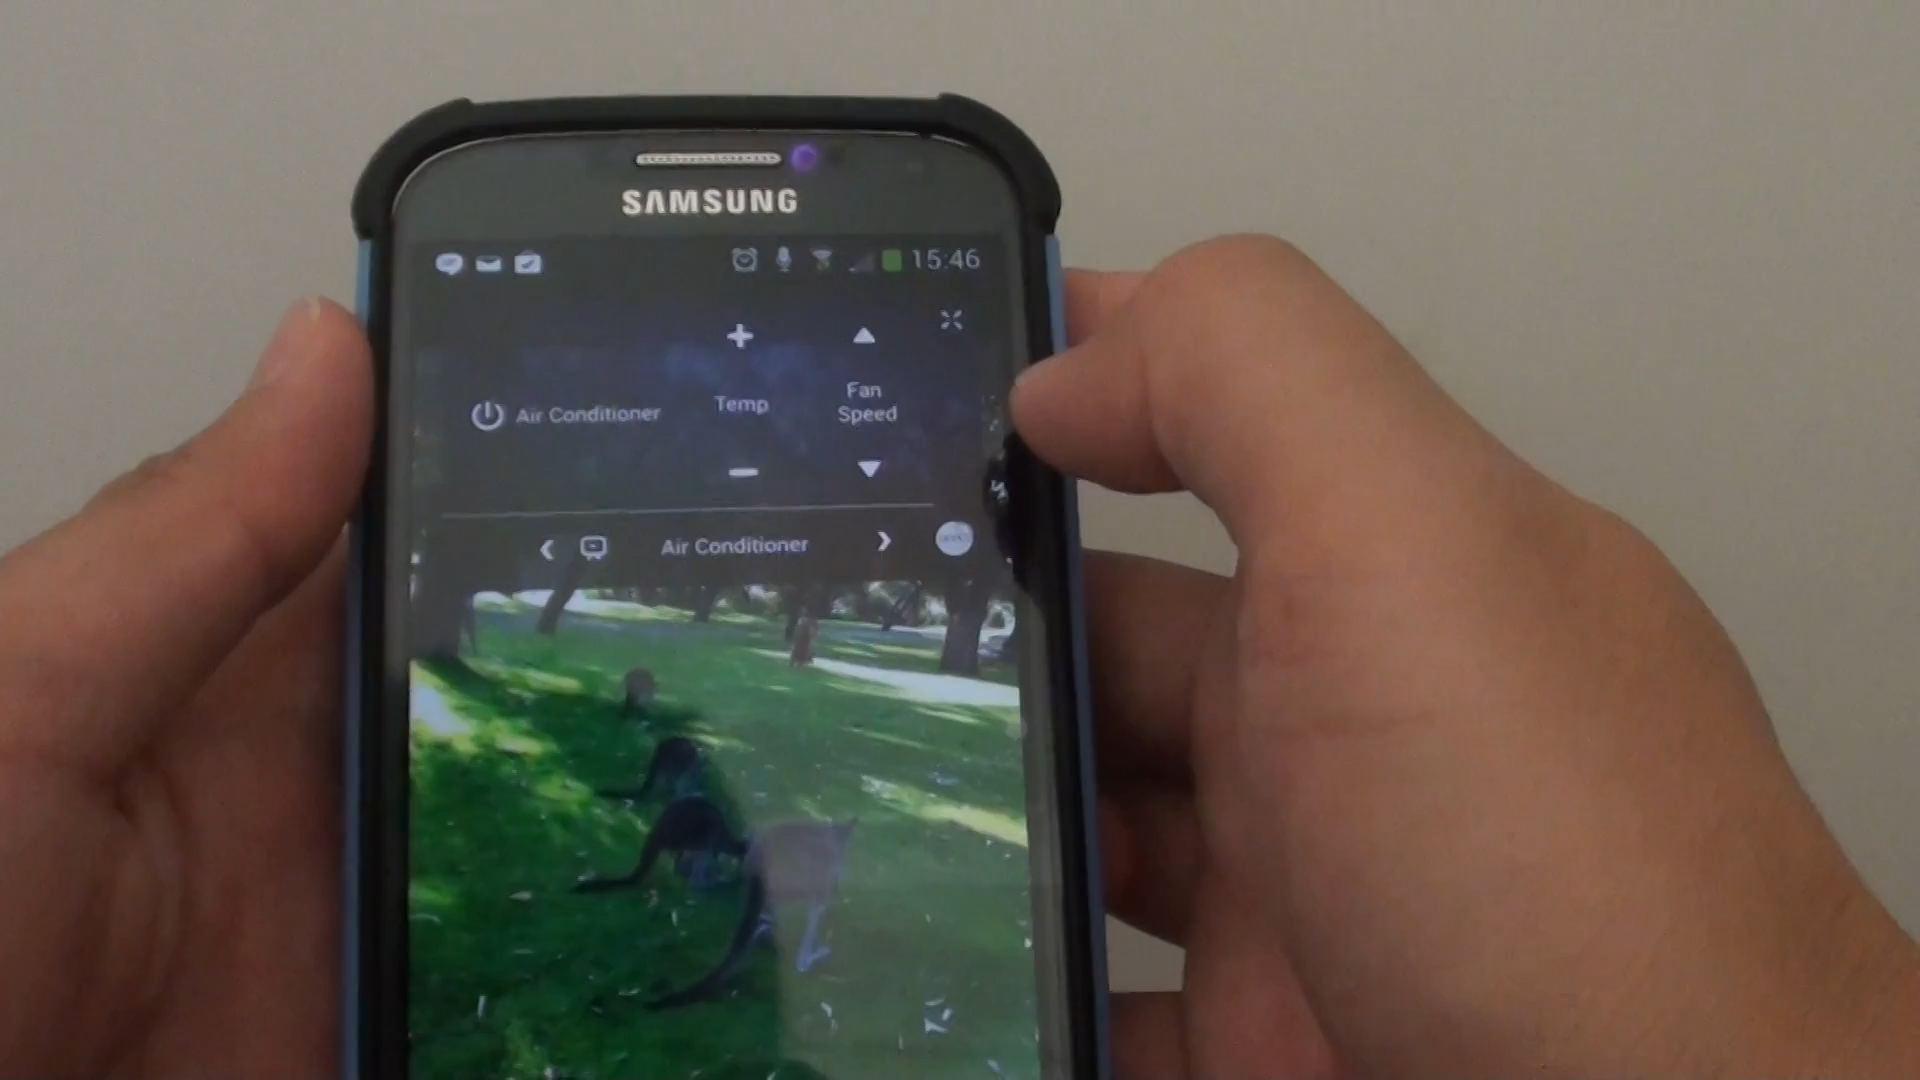 SAMSUNG
15:46
Air Conditioner
Temp
Fan
Speed
Air Conditioner